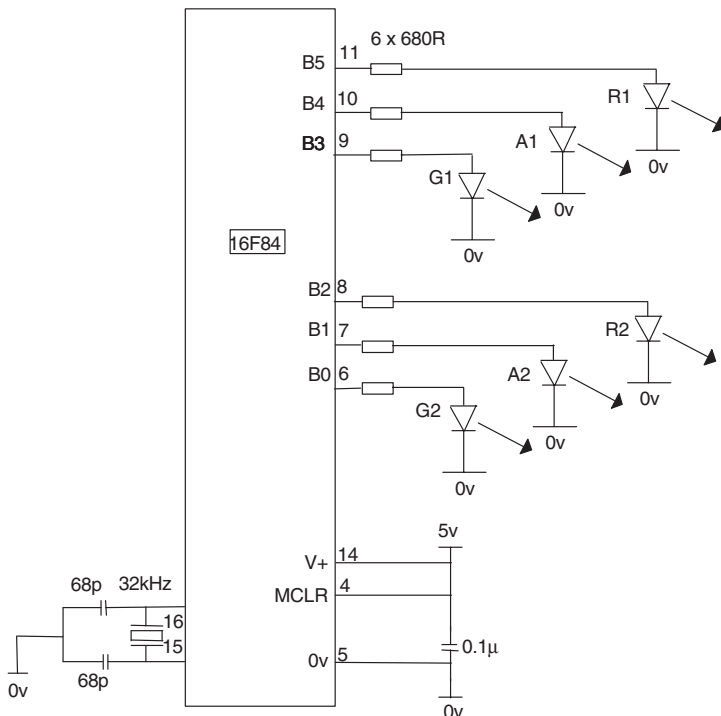 11 6 x 680R
B5
R1
10
B4
A1
0v
9
B3
G1
0v
0v
16F84
B2 8
R2
B1 7
A2
B0 6
0v
G2
0v
0v
5v
V+ 14
68p 32kHz
MCLR 4
16
15
0.1µ
0v 5
68p
0v
0v